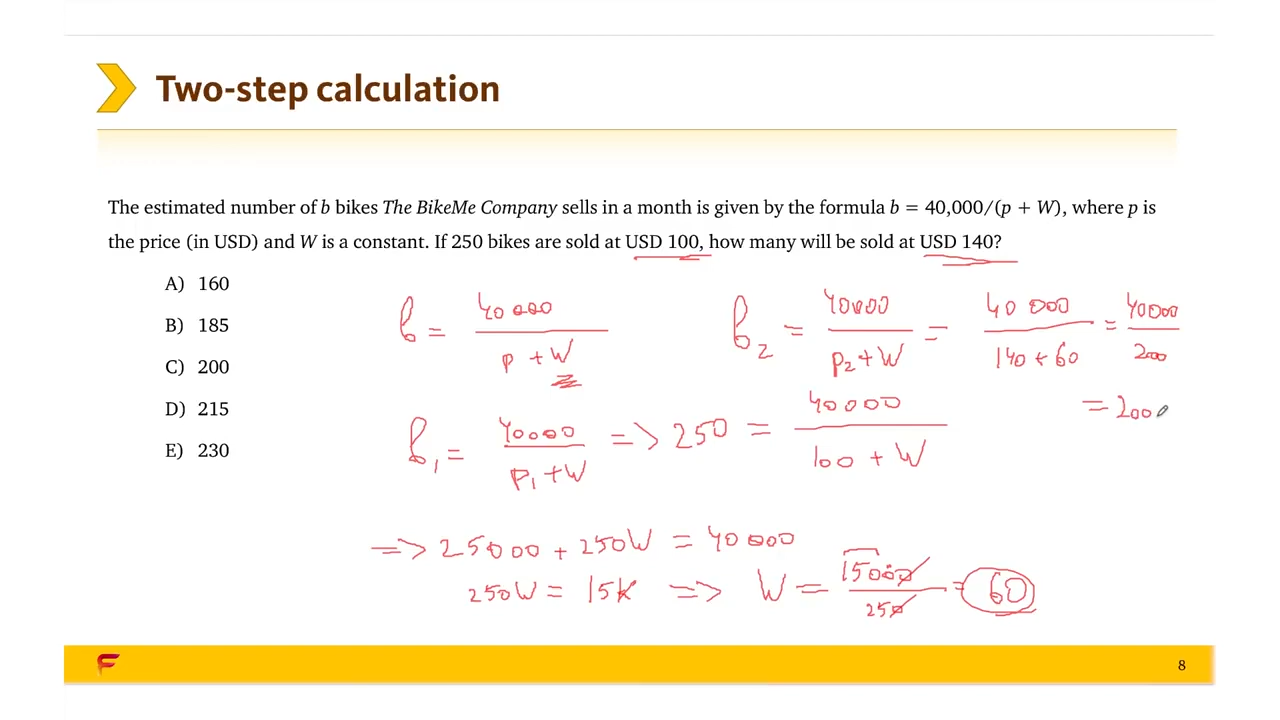 Two-step calculation
The estimated number of b bikes The BikeMe Company sells in a month is given by the formula b = 40,000/(p + W), where p is
the price (in USD) and W is a constant. If 250 bikes are sold at USD 100, how many will be sold at USD 140?
A) 160
B) 185
C) 200
D) 215
E) 230
b = 40000 / p + W
b2 = 40000 / p2 + W = 40000 / 140 + 60 = 40000 / 200
= 200
b1 = 40000 / p1 + W => 250 = 40000 / 100 + W
=> 25000 + 250W = 40000
250W = 15K => W = 15000 / 250 = 60
F
8